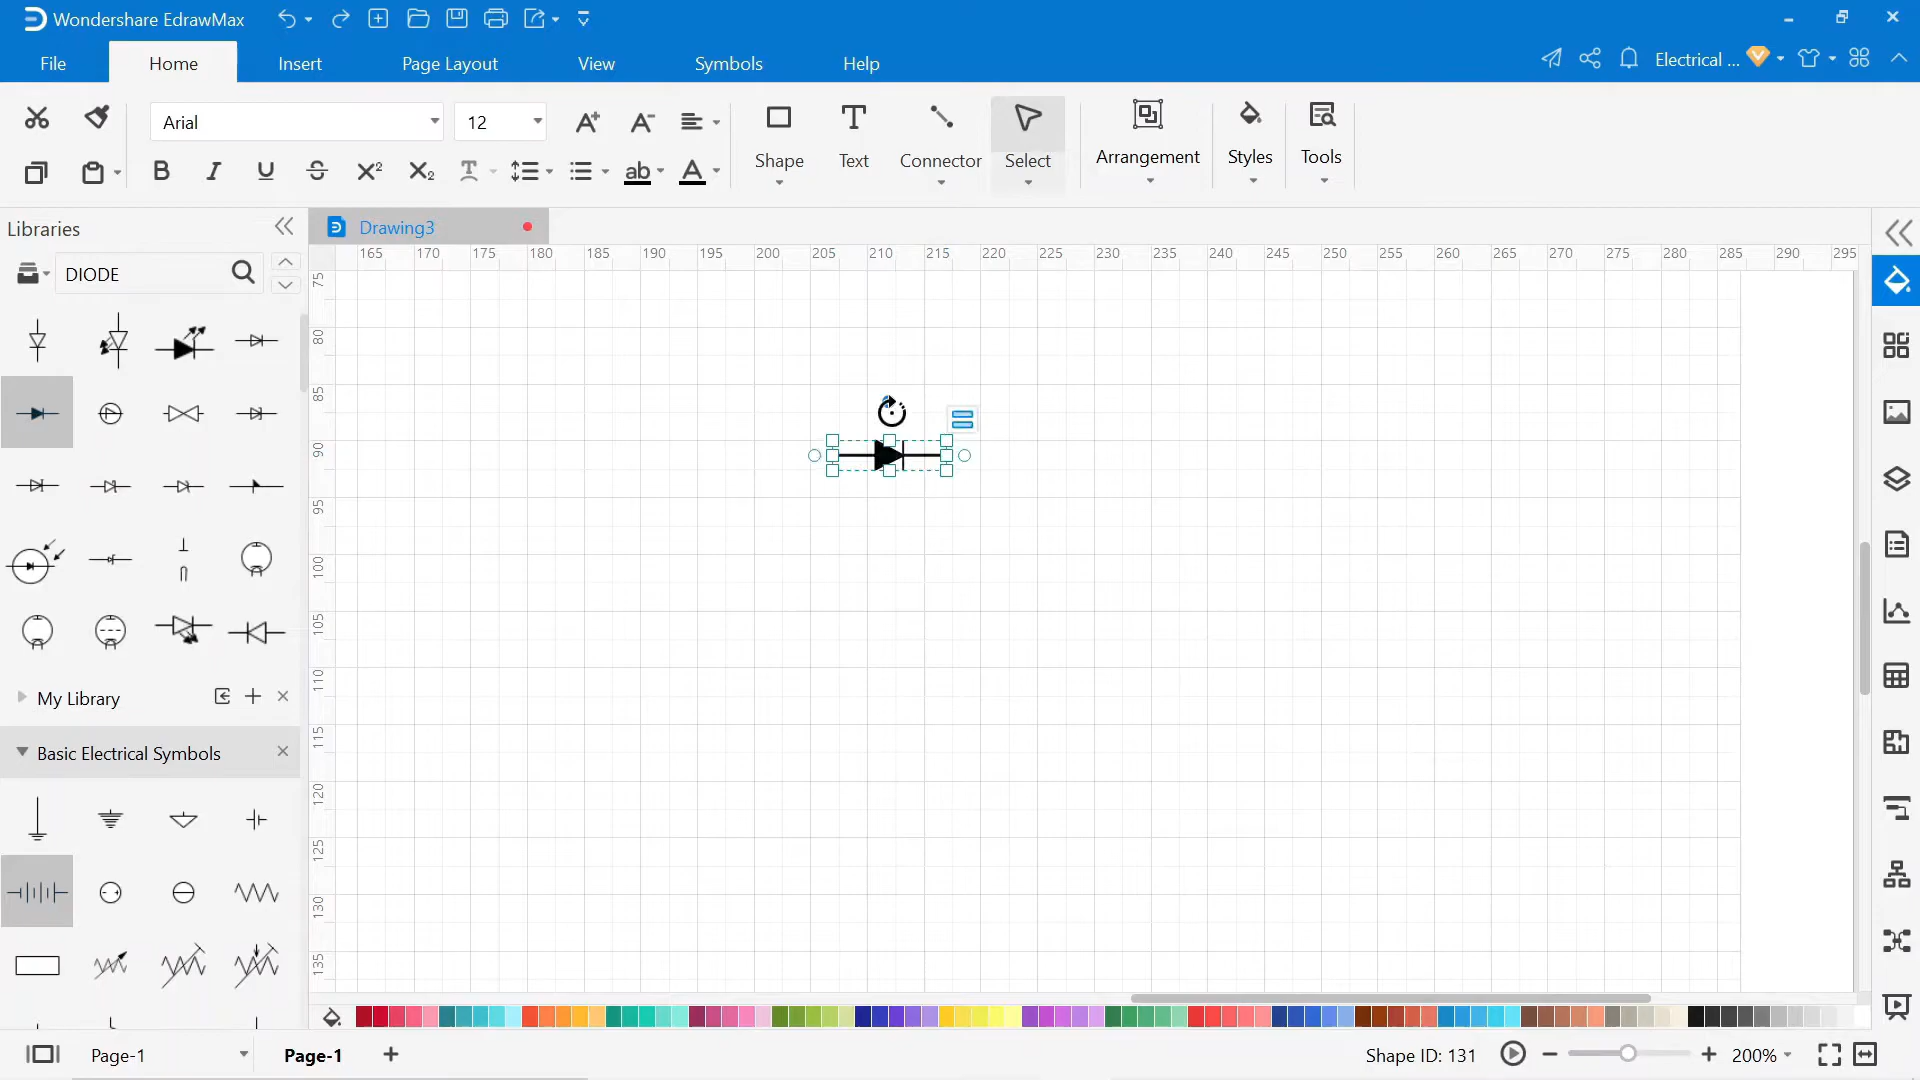 Wondershare EdrawMax
File Home Insert Page Layout View Symbols Help
Electrical ...
Arial 12
Shape Text Connector Select Arrangement Styles Tools
B I U S X² X₂ T ab A
Libraries
Drawing3
DIODE
165 170 175 180 185 190 195 200 205 210 215 220 225 230 235 240 245 250 255 260 265 270 275 280 285 290 295
75
80
85
90
95
100
105
110
115
120
125
130
135
My Library
Basic Electrical Symbols
Page-1 Page-1 Shape ID: 131 200%